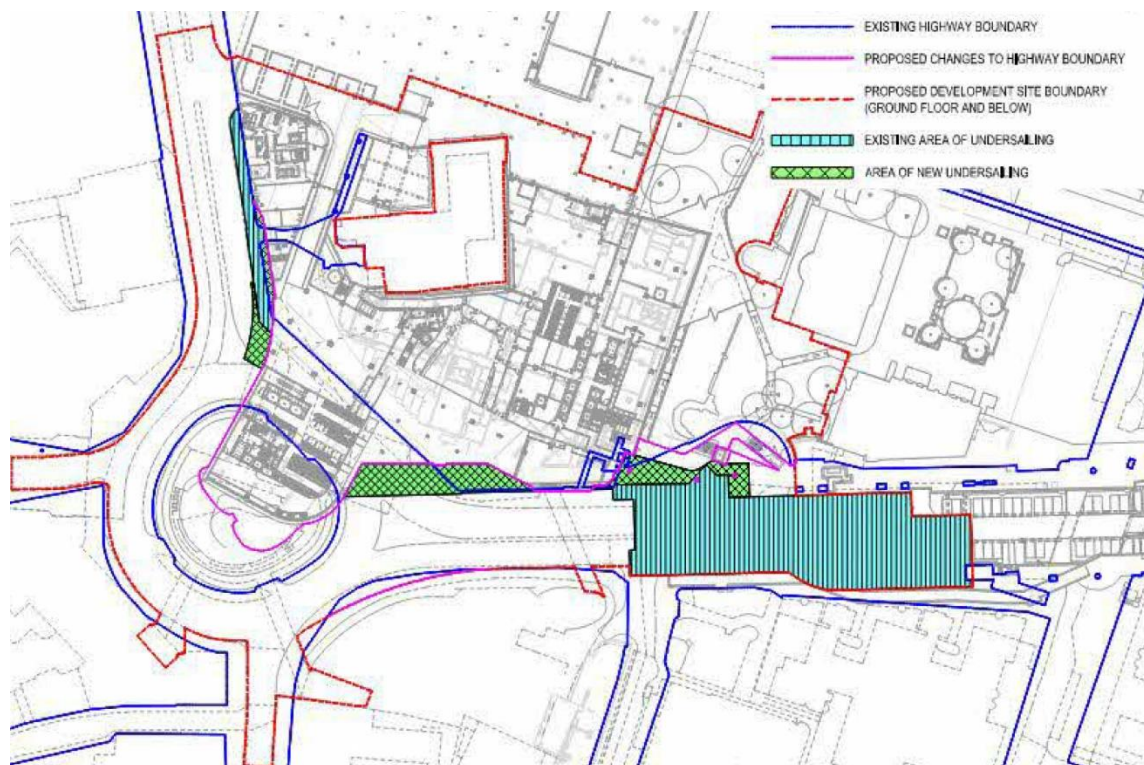 EXISTING HIGHWAY BOUNDARY
PROPOSED CHANGES TO HIGHWAY BOUNDARY
PROPOSED DEVELOPMENT SITE BOUNDARY
(GROUND FLOOR AND BELOW)
EXISTING AREA OF UNDERSAILING
AREA OF NEW UNDERSAILING